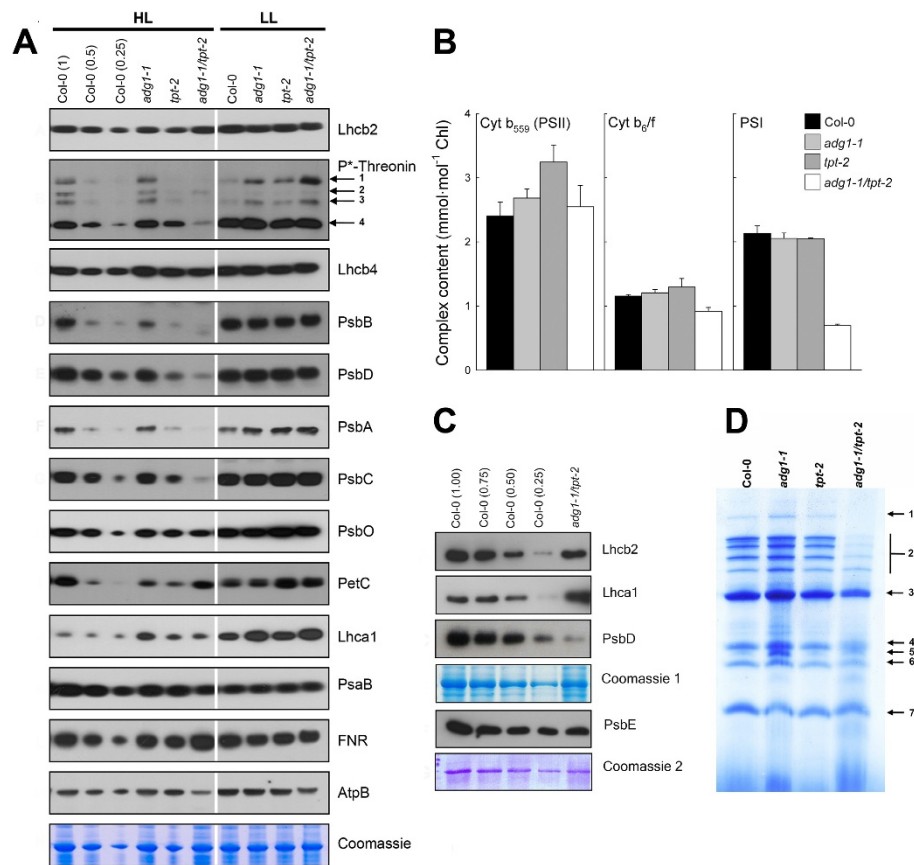 A
HL
LL
Col-0 (1)
Col-0 (0.5)
Col-0 (0.25)
adg1-1
tpt-2
adg1-1/tpt-2
Col-0
adg1-1
tpt-2
adg1-1/tpt-2
Lhcb2
P*-Threonin
1
2
3
4
Lhcb4
PsbB
PsbD
PsbA
PsbC
PsbO
PetC
Lhca1
PsaB
FNR
AtpB
Coomassie
B
Complex content (mmol·mol⁻¹ Chl)
4
3
2
1
0
Cyt b₅₅₉ (PSII)
Cyt b₆/f
PSI
Col-0
adg1-1
tpt-2
adg1-1/tpt-2
C
Col-0 (1.00)
Col-0 (0.75)
Col-0 (0.50)
Col-0 (0.25)
adg1-1/tpt-2
Lhcb2
Lhca1
PsbD
Coomassie 1
PsbE
Coomassie 2
D
Col-0
adg1-1
tpt-2
adg1-1/tpt-2
1
2
3
4
5
6
7